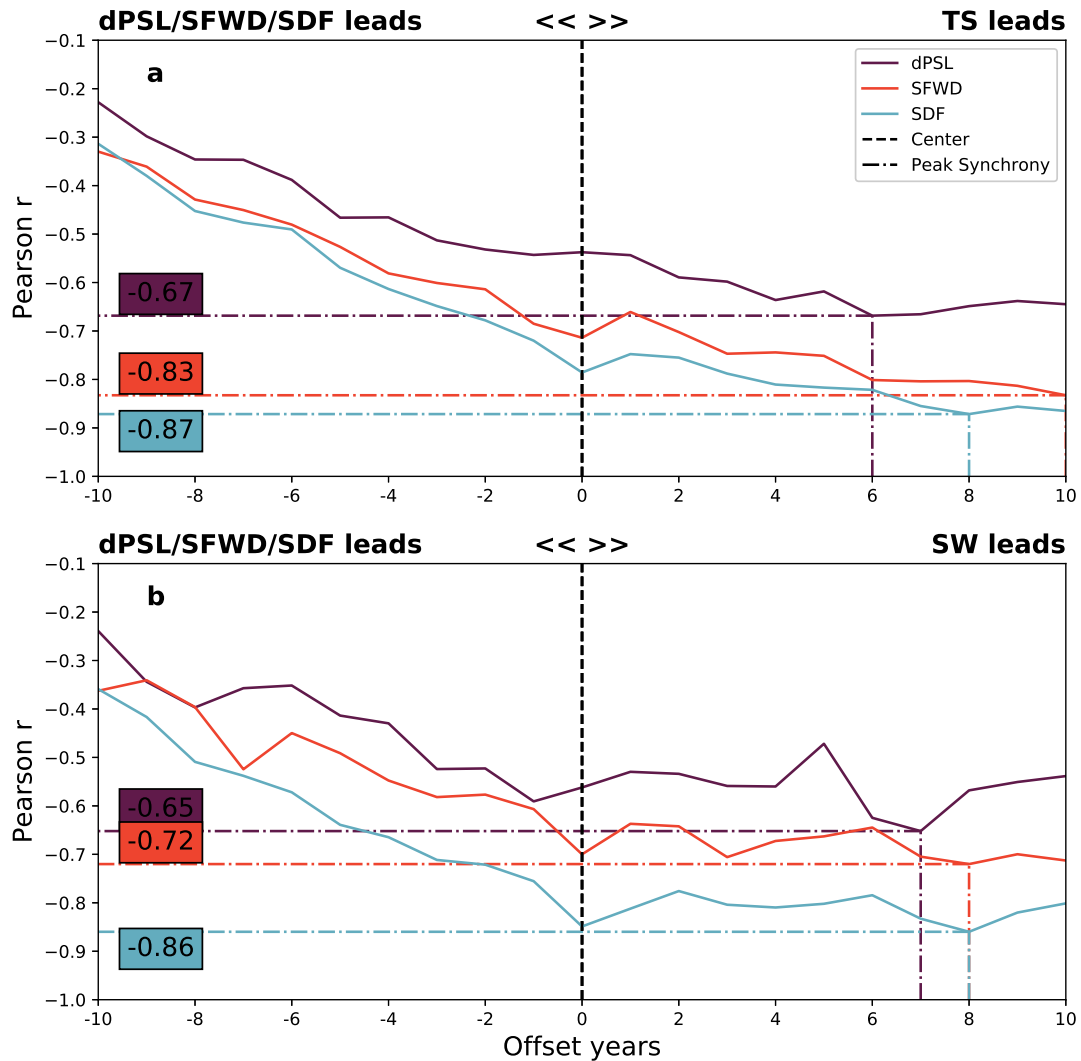 dPSL/SFWD/SDF leads << >> TS leads
a
dPSL
SFWD
SDF
Center
Peak Synchrony
Pearson r
−0.1
−0.2
−0.3
−0.4
−0.5
−0.6
−0.7
−0.8
−0.9
−1.0
-0.67
-0.83
-0.87
-10 -8 -6 -4 -2 0 2 4 6 8 10
dPSL/SFWD/SDF leads << >> SW leads
b
Pearson r
−0.1
−0.2
−0.3
−0.4
−0.5
−0.6
−0.7
−0.8
−0.9
−1.0
-0.65
-0.72
-0.86
-10 -8 -6 -4 -2 0 2 4 6 8 10
Offset years